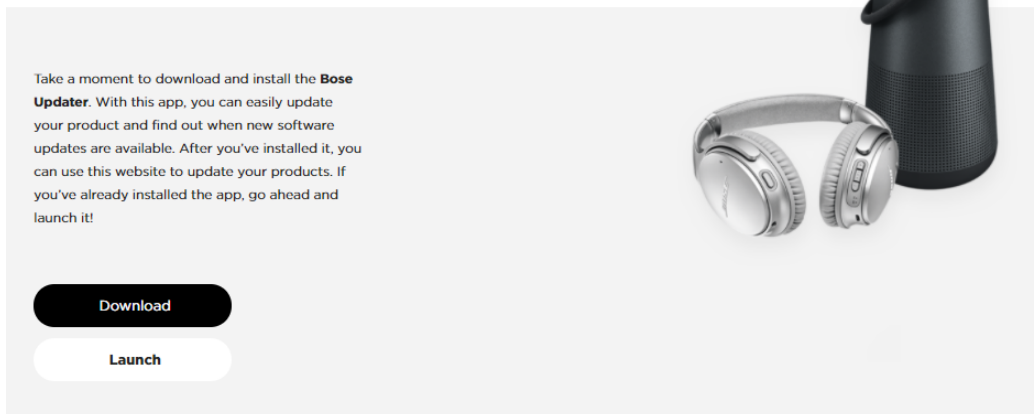 Take a moment to download and install the Bose
Updater. With this app, you can easily update
your product and find out when new software
updates are available. After you’ve installed it, you
can use this website to update your products. If
you’ve already installed the app, go ahead and
launch it!
Download
Launch